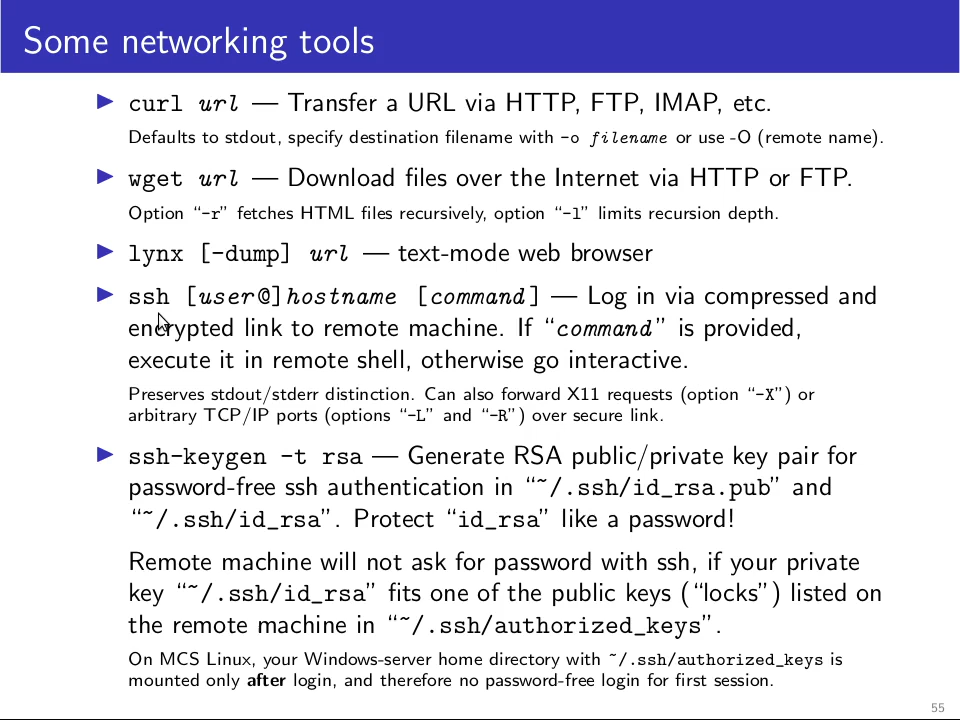 Some networking tools
curl url — Transfer a URL via HTTP, FTP, IMAP, etc.
Defaults to stdout, specify destination filename with -o filename or use -O (remote name).
wget url — Download files over the Internet via HTTP or FTP.
Option “-r” fetches HTML files recursively, option “-l” limits recursion depth.
lynx [-dump] url — text-mode web browser
ssh [user@]hostname [command] — Log in via compressed and
encrypted link to remote machine. If “command” is provided,
execute it in remote shell, otherwise go interactive.
Preserves stdout/stderr distinction. Can also forward X11 requests (option “-X”) or
arbitrary TCP/IP ports (options “-L” and “-R”) over secure link.
ssh-keygen -t rsa — Generate RSA public/private key pair for
password-free ssh authentication in “~/.ssh/id_rsa.pub” and
“~/.ssh/id_rsa”. Protect “id_rsa” like a password!
Remote machine will not ask for password with ssh, if your private
key “~/.ssh/id_rsa” fits one of the public keys (“locks”) listed on
the remote machine in “~/.ssh/authorized_keys”.
On MCS Linux, your Windows-server home directory with ~/.ssh/authorized_keys is
mounted only after login, and therefore no password-free login for first session.
55